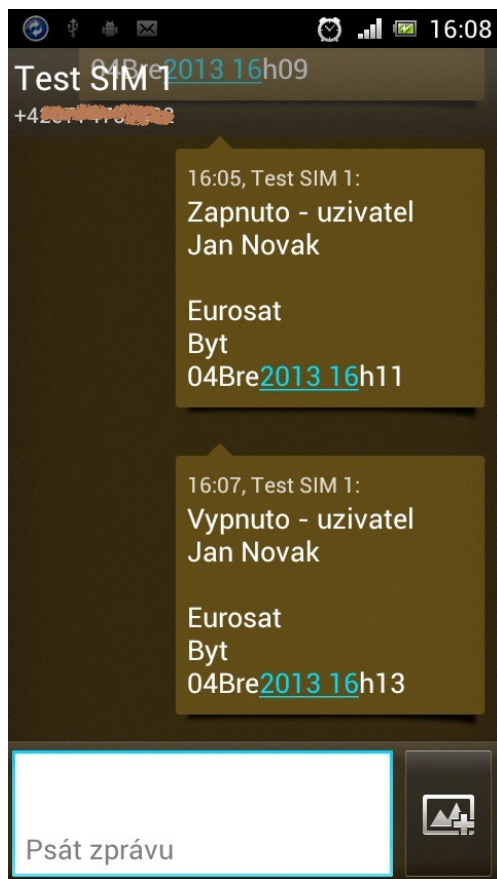 16:08
04Bre2013 16h09
Test SIM 1
16:05, Test SIM 1:
Zapnuto - uzivatel
Jan Novak
Eurosat
Byt
04Bre2013 16h11
16:07, Test SIM 1:
Vypnuto - uzivatel
Jan Novak
Eurosat
Byt
04Bre2013 16h13
Psát zprávu